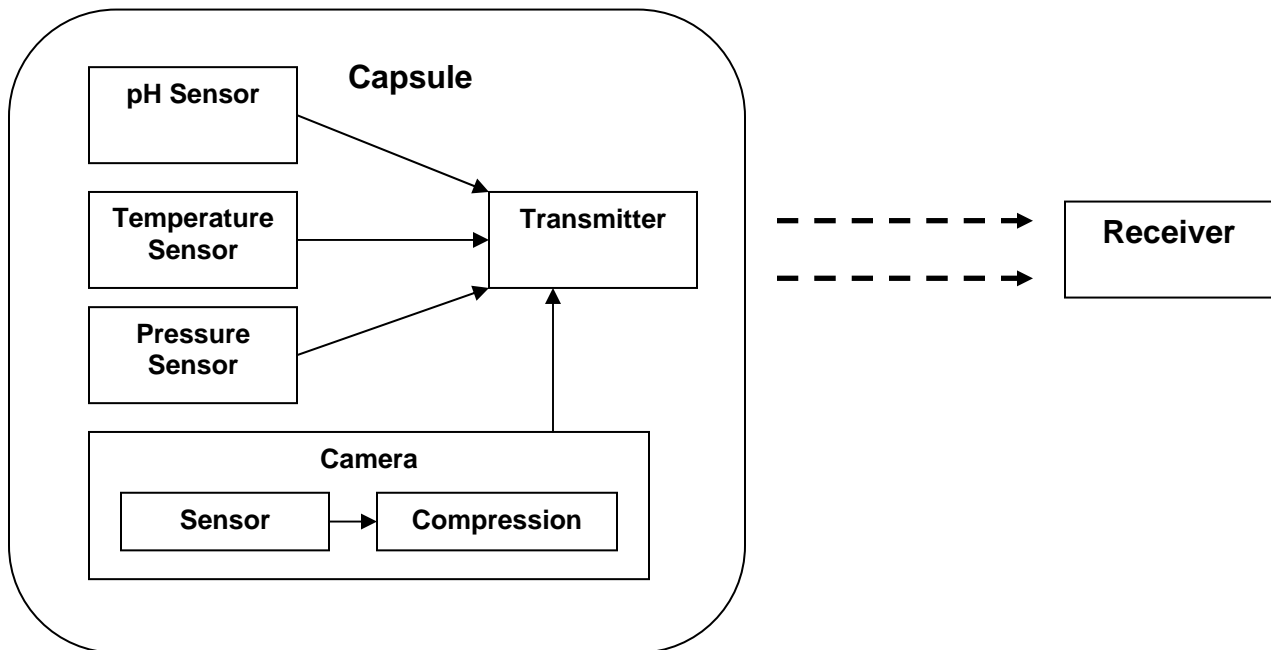 Capsule
pH Sensor
Temperature
Sensor
Pressure
Sensor
Transmitter
Receiver
Camera
Sensor
Compression